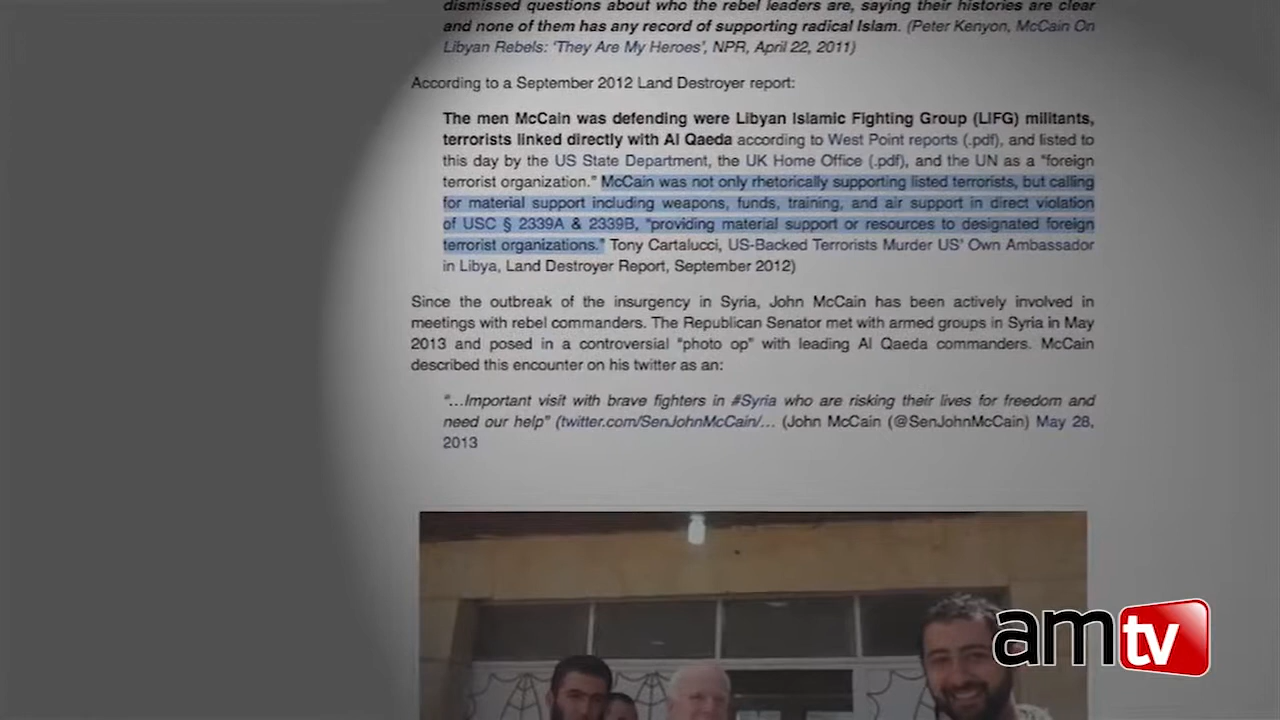 dismissed questions about who the rebel leaders are, saying their histories are clear
and none of them has any record of supporting radical Islam. (Peter Kenyon, McCain On
Libyan Rebels: ‘They Are My Heroes’, NPR, April 22, 2011)
According to a September 2012 Land Destroyer report:
The men McCain was defending were Libyan Islamic Fighting Group (LIFG) militants,
terrorists linked directly with Al Qaeda according to West Point reports (.pdf), and listed to
this day by the US State Department, the UK Home Office (.pdf), and the UN as a “foreign
terrorist organization.” McCain was not only rhetorically supporting listed terrorists, but calling
for material support including weapons, funds, training, and air support in direct violation
of USC § 2339A & 2339B, “providing material support or resources to designated foreign
terrorist organizations.” Tony Cartalucci, US-Backed Terrorists Murder US’ Own Ambassador
in Libya, Land Destroyer Report, September 2012)
Since the outbreak of the insurgency in Syria, John McCain has been actively involved in
meetings with rebel commanders. The Republican Senator met with armed groups in Syria in May
2013 and posed in a controversial “photo op” with leading Al Qaeda commanders. McCain
described this encounter on his twitter as an:
“…Important visit with brave fighters in #Syria who are risking their lives for freedom and
need our help” (twitter.com/SenJohnMcCain/… (John McCain (@SenJohnMcCain) May 28,
2013
amtv